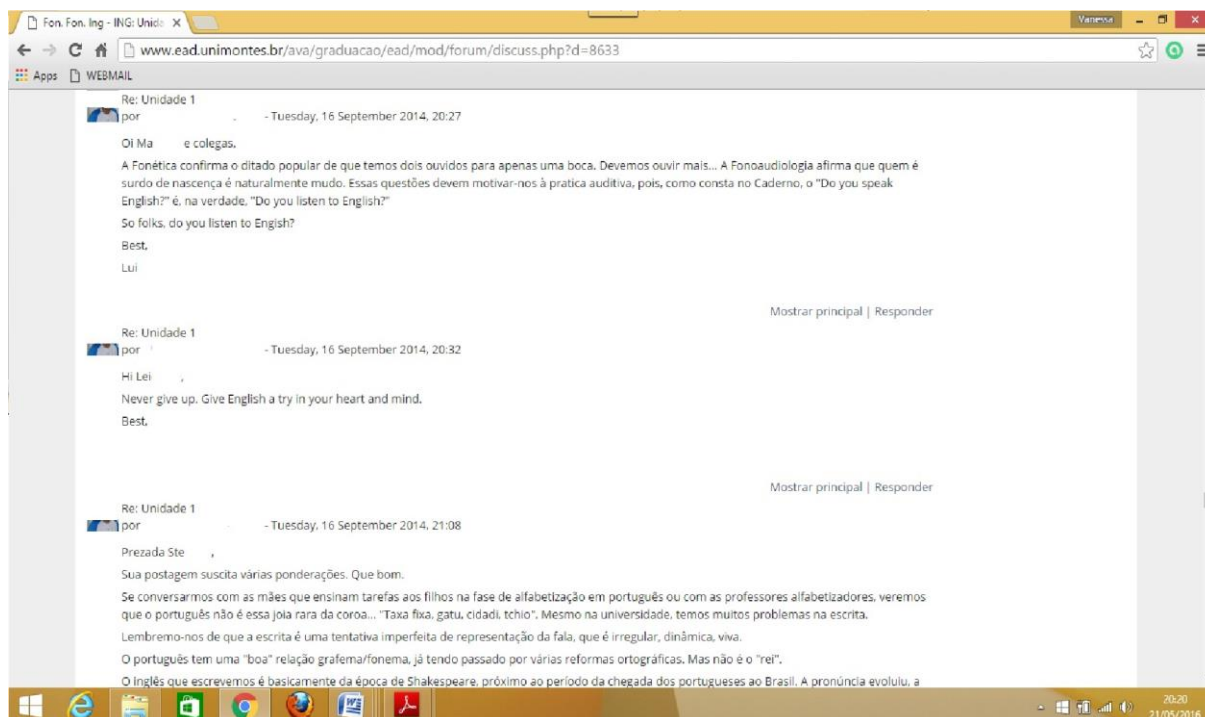 Fon. Fon. Ing - ING: Unida
Vanessa
www.ead.unimontes.br/ava/graduacao/ead/mod/forum/discuss.php?d=8633
Apps WEBMAIL
Re: Unidade 1
por - Tuesday, 16 September 2014, 20:27
Oi Ma e colegas,
A Fonética confirma o ditado popular de que temos dois ouvidos para apenas uma boca. Devemos ouvir mais... A Fonoaudiologia afirma que quem é
surdo de nascença é naturalmente mudo. Essas questões devem motivar-nos à pratica auditiva, pois, como consta no Caderno, o "Do you speak
English?" é, na verdade, "Do you listen to English?"
So folks, do you listen to Engish?
Best,
Lui
Mostrar principal | Responder
Re: Unidade 1
por - Tuesday, 16 September 2014, 20:32
Hi Lei ,
Never give up. Give English a try in your heart and mind.
Best,
Mostrar principal | Responder
Re: Unidade 1
por - Tuesday, 16 September 2014, 21:08
Prezada Ste ,
Sua postagem suscita várias ponderações. Que bom.
Se conversarmos com as mães que ensinam tarefas aos filhos na fase de alfabetização em português ou com as professores alfabetizadores, veremos
que o português não é essa joia rara da coroa... "Taxa fixa, gatu, cidadi, tchio". Mesmo na universidade, temos muitos problemas na escrita.
Lembremo-nos de que a escrita é uma tentativa imperfeita de representação da fala, que é irregular, dinâmica, viva.
O português tem uma "boa" relação grafema/fonema, já tendo passado por várias reformas ortográficas. Mas não é o "rei".
O inglês que escrevemos é basicamente da época de Shakespeare, próximo ao período da chegada dos portugueses ao Brasil. A pronúncia evoluiu, a
20:20
21/05/2016